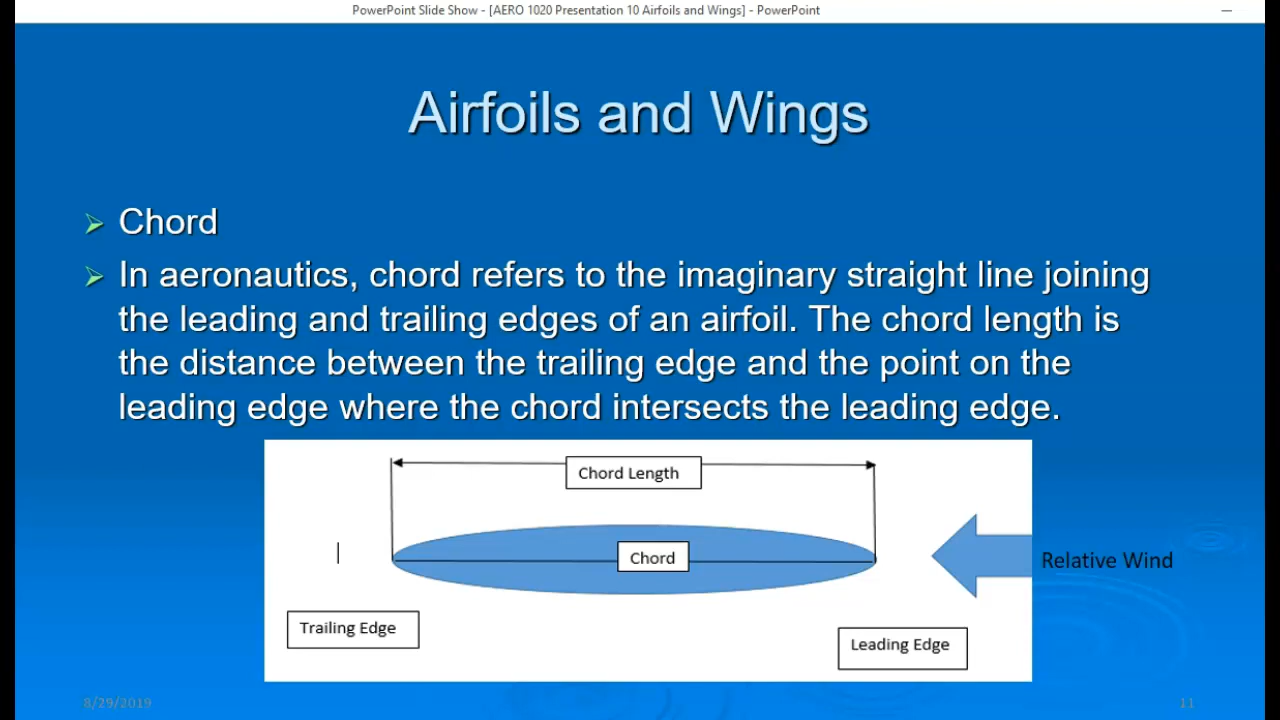 PowerPoint Slide Show - [AERO 1020 Presentation 10 Airfoils and Wings] - PowerPoint
Airfoils and Wings
Chord
In aeronautics, chord refers to the imaginary straight line joining
the leading and trailing edges of an airfoil. The chord length is
the distance between the trailing edge and the point on the
leading edge where the chord intersects the leading edge.
Chord Length
Chord
Relative Wind
Trailing Edge
Leading Edge
8/29/2019
11